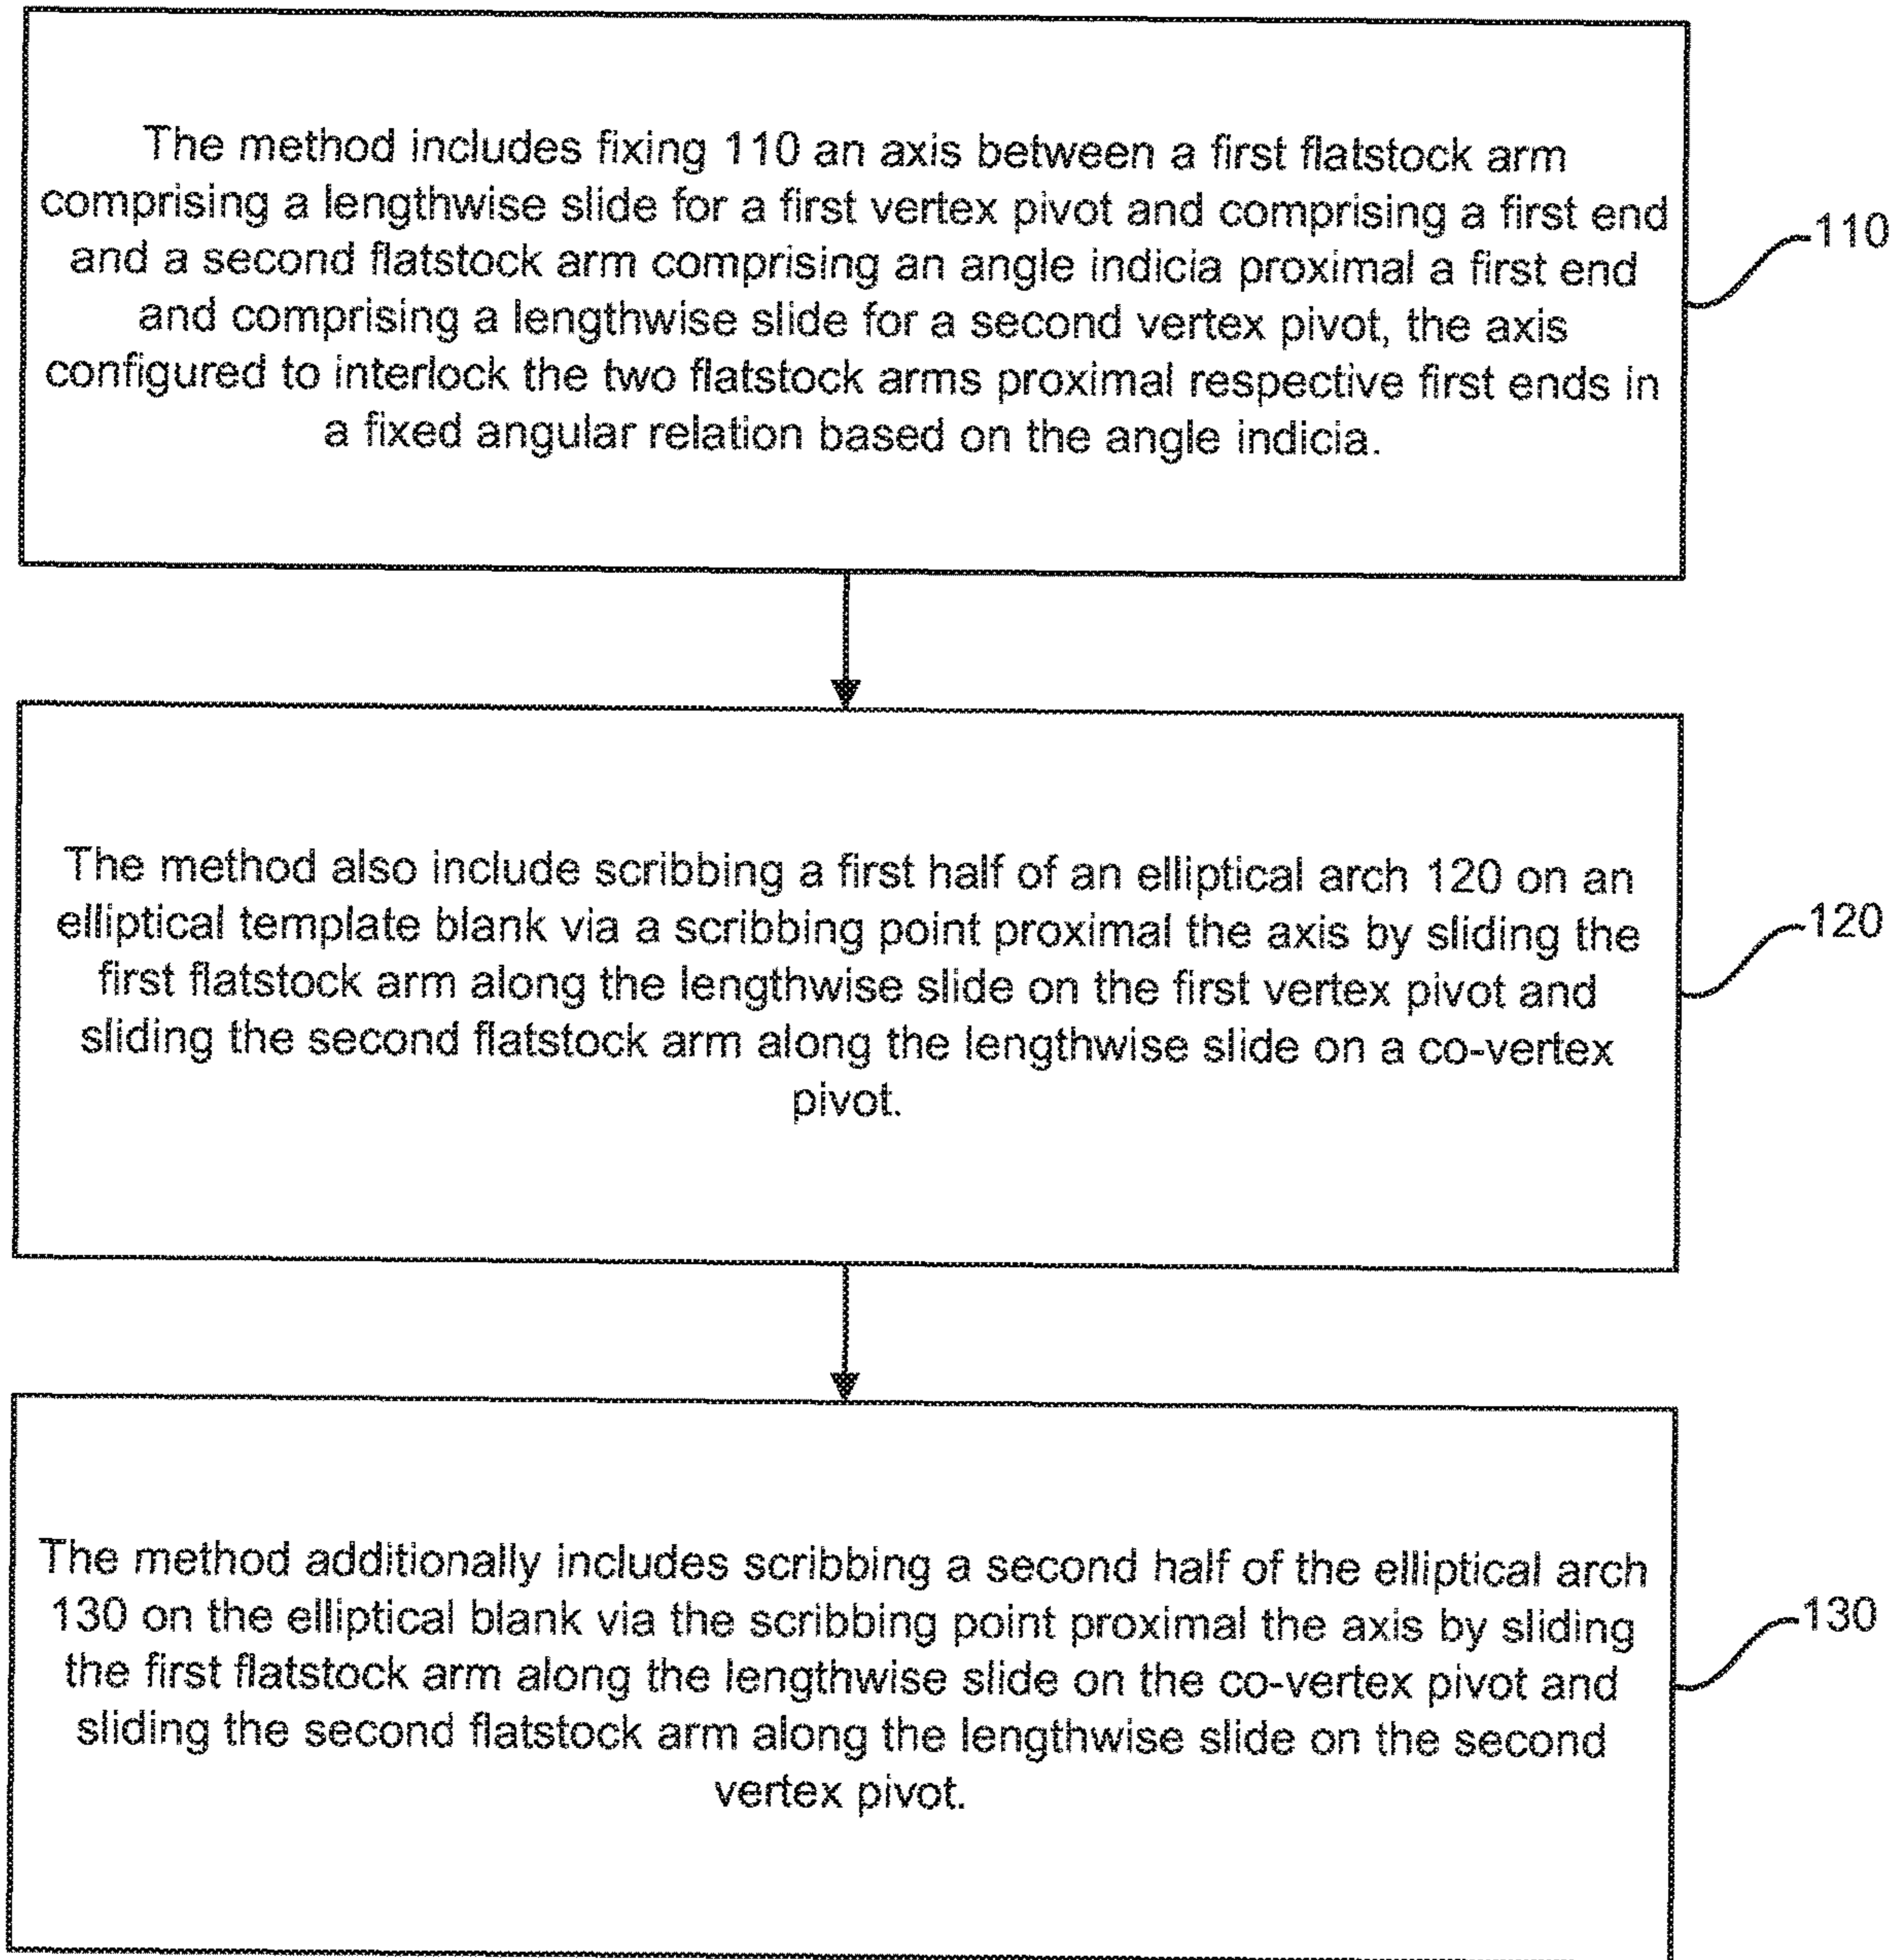 The method includes fixing 110 an axis between a first flatstock arm
comprising a lengthwise slide for a first vertex pivot and comprising a first end
and a second flatstock arm comprising an angle indicia proximal a first end
and comprising a lengthwise slide for a second vertex pivot, the axis
configured to interlock the two flatstock arms proximal respective first ends in
a fixed angular relation based on the angle indicia.
110
The method also include scribbing a first half of an elliptical arch 120 on an
elliptical template blank via a scribbing point proximal the axis by sliding the
first flatstock arm along the lengthwise slide on the first vertex pivot and
sliding the second flatstock arm along the lengthwise slide on a co-vertex
pivot.
120
The method additionally includes scribbing a second half of the elliptical arch
130 on the elliptical blank via the scribbing point proximal the axis by sliding
the first flatstock arm along the lengthwise slide on the co-vertex pivot and
sliding the second flatstock arm along the lengthwise slide on the second
vertex pivot.
130